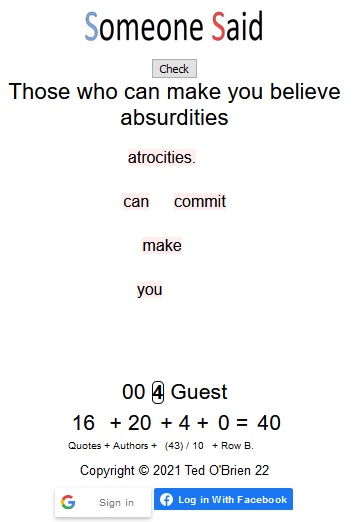 Someone Said
Check
Those who can make you believe
absurdities
atrocities.
can commit
make
you
00 4 Guest
16 + 20 + 4 + 0 = 40
Quotes + Authors + (43) / 10 + Row B.
Copyright © 2021 Ted O'Brien 22
Sign in Log in With Facebook